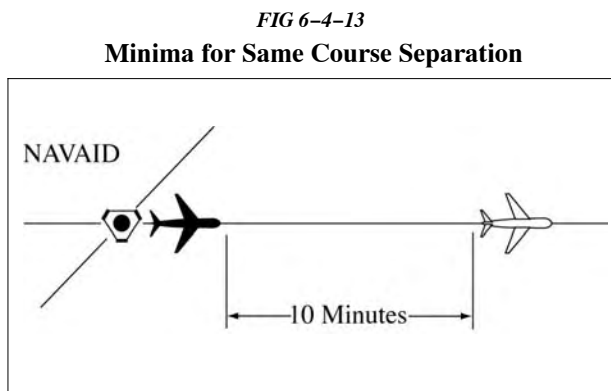 FIG 6–4–13
Minima for Same Course Separation
NAVAID
10 Minutes